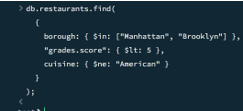 > db.restaurants.find(
{
borough: { $in: ["Manhattan", "Brooklyn"] },
"grades.score": { $lt: 5 },
cuisine: { $ne: "American" }
}
);
<